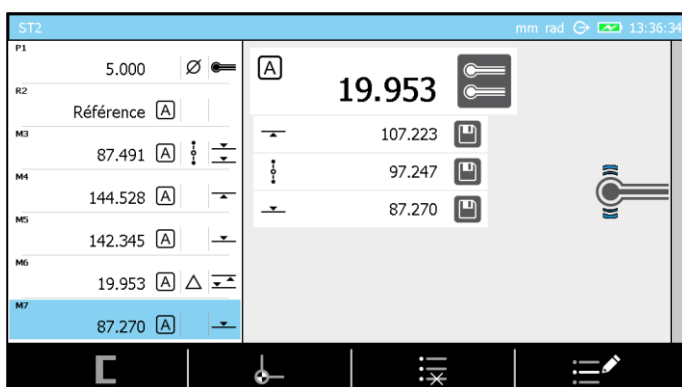 ST2
mm rad 13:36:34
P1
5.000 Ø
R2
Référence A
M3
87.491 A
M4
144.528 A
M5
142.345 A
M6
19.953 A
M7
87.270 A
A
19.953
107.223
97.247
87.270